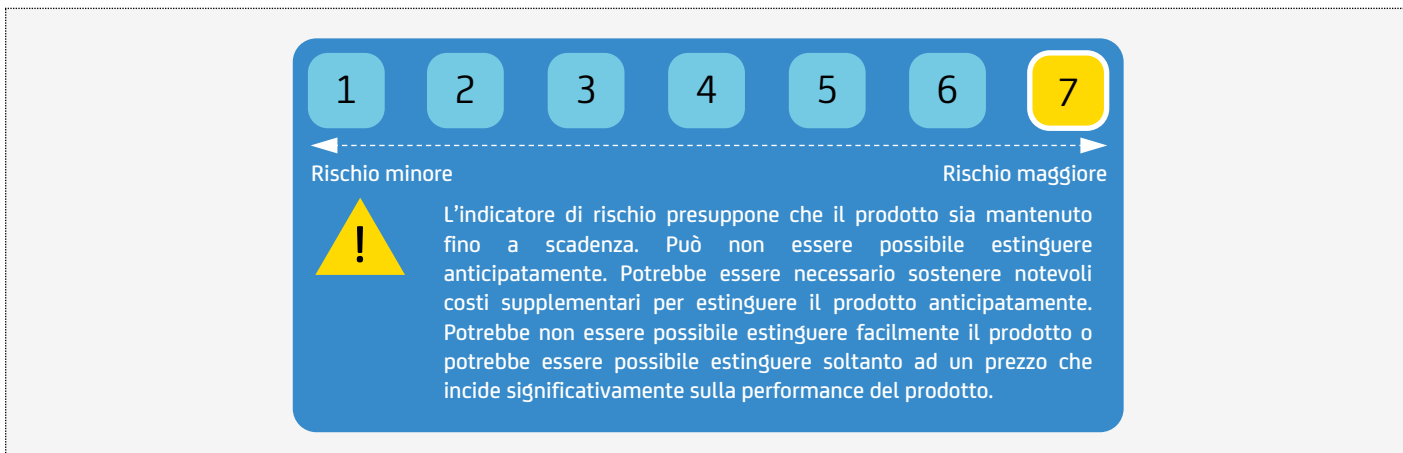 1 2 3 4 5 6 7
Rischio minore Rischio maggiore
!
L’indicatore di rischio presuppone che il prodotto sia mantenuto
fino a scadenza. Può non essere possibile estinguere
anticipatamente. Potrebbe essere necessario sostenere notevoli
costi supplementari per estinguere il prodotto anticipatamente.
Potrebbe non essere possibile estinguere facilmente il prodotto o
potrebbe essere possibile estinguere soltanto ad un prezzo che
incide significativamente sulla performance del prodotto.